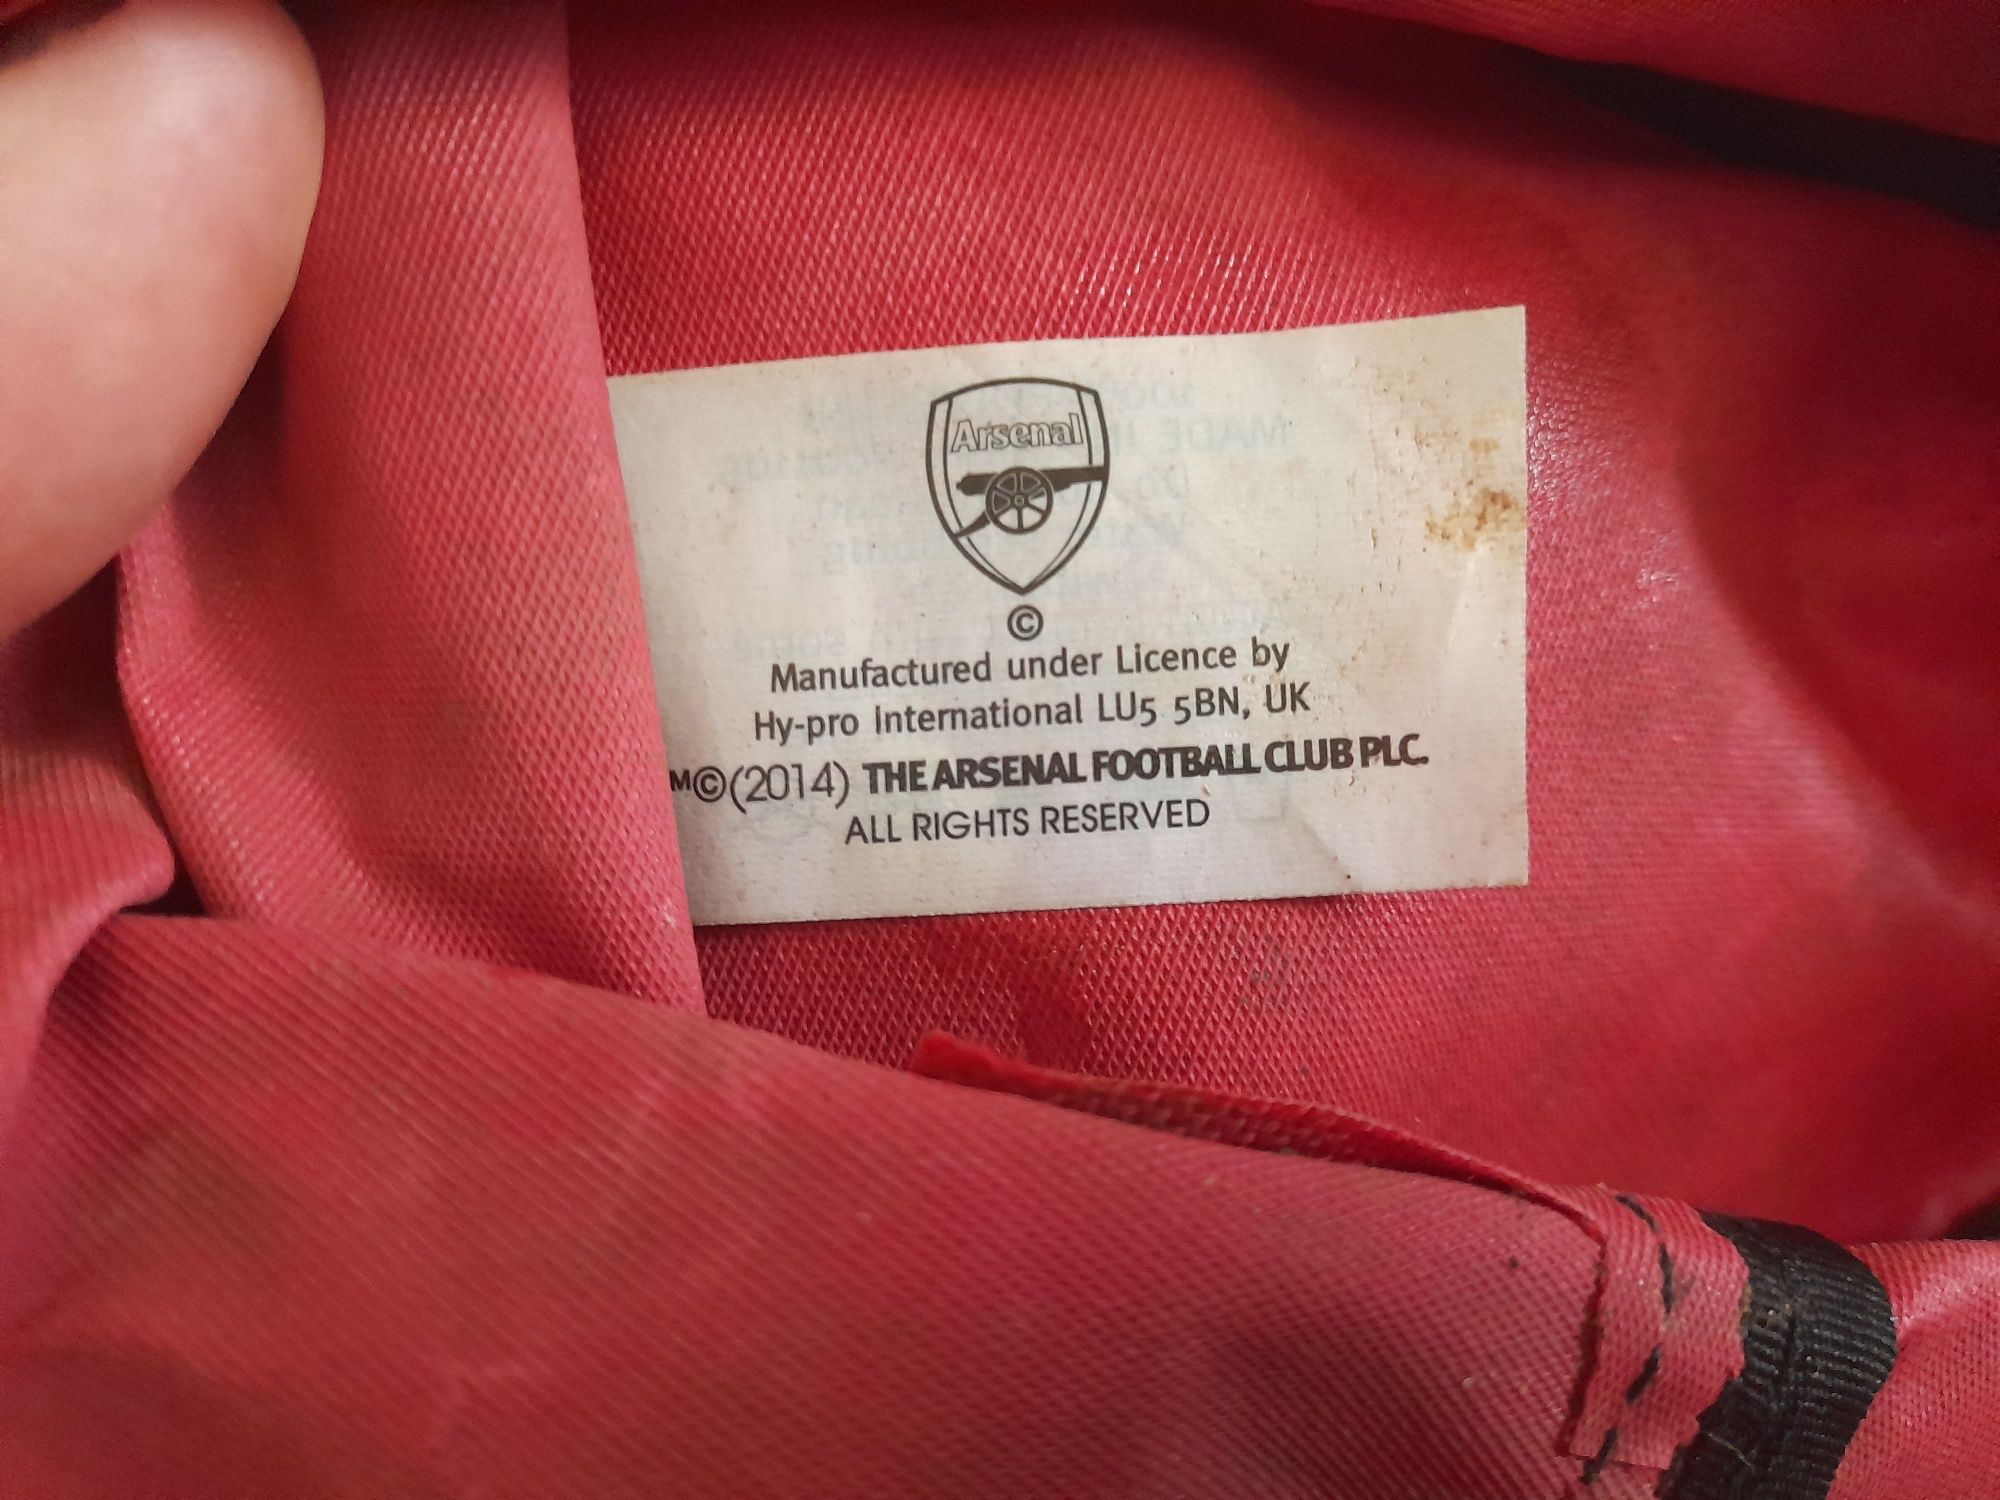 Arsenal
©
Manufactured under Licence by
Hy-pro International LU5 5BN, UK
M©(2014) THE ARSENAL FOOTBALL CLUB PLC.
ALL RIGHTS RESERVED